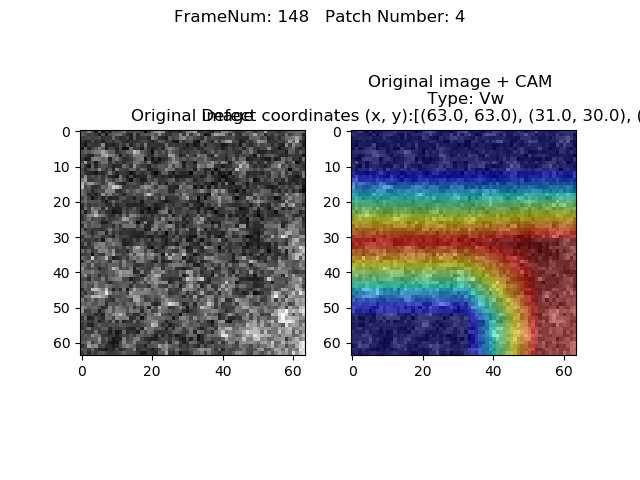 FrameNum: 148   Patch Number: 4
Original image + CAM
Type: Vw
Original image
Defect coordinates (x, y):[(63.0, 63.0), (31.0, 30.0), (
0
10
20
30
40
50
60
0 20 40 60
0
10
20
30
40
50
60
0 20 40 60